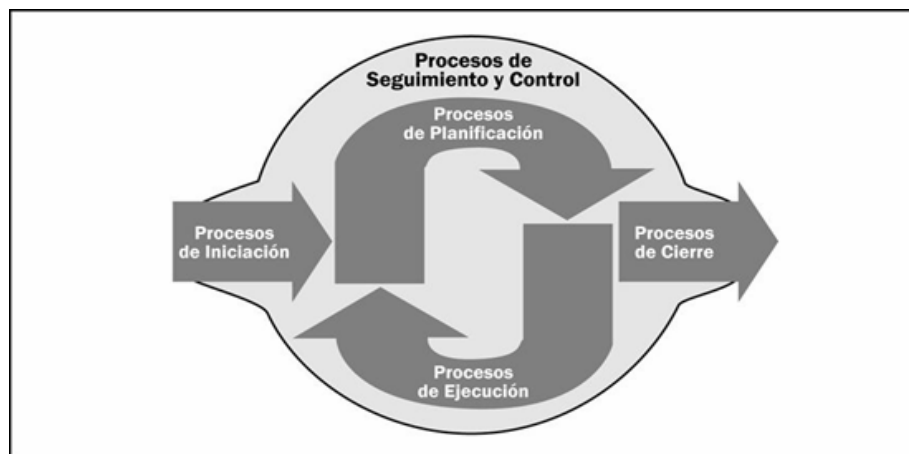 Procesos de
Seguimiento y Control
Procesos
de Planificación
Procesos
de Iniciación
Procesos
de Cierre
Procesos
de Ejecución